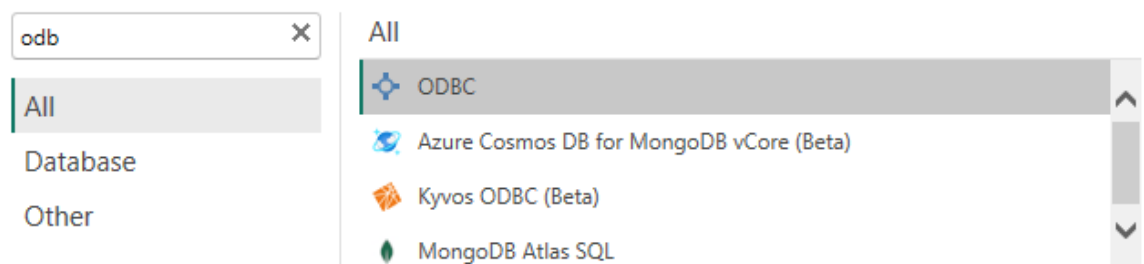 odb
All
Database
Other
All
ODBC
Azure Cosmos DB for MongoDB vCore (Beta)
Kyvos ODBC (Beta)
MongoDB Atlas SQL